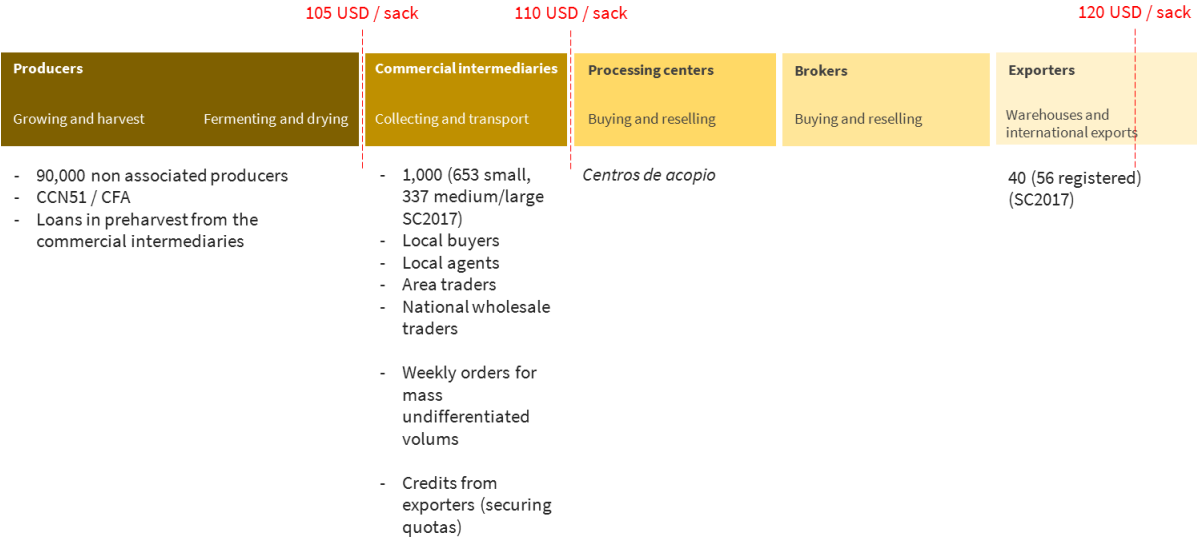 105 USD / sack
110 USD / sack
120 USD / sack
Producers
Growing and harvest
Fermenting and drying
Commercial intermediaries
Collecting and transport
Processing centers
Buying and reselling
Brokers
Buying and reselling
Exporters
Warehouses and
international exports
- 90,000 non associated producers
- CCN51 / CFA
- Loans in preharvest from the
commercial intermediaries
- 1,000 (653 small,
337 medium/large
SC2017)
- Local buyers
- Local agents
- Area traders
- National wholesale
traders
- Weekly orders for
mass
undifferentiated
volums
- Credits from
exporters (securing
quotas)
Centros de acopio
40 (56 registered)
(SC2017)